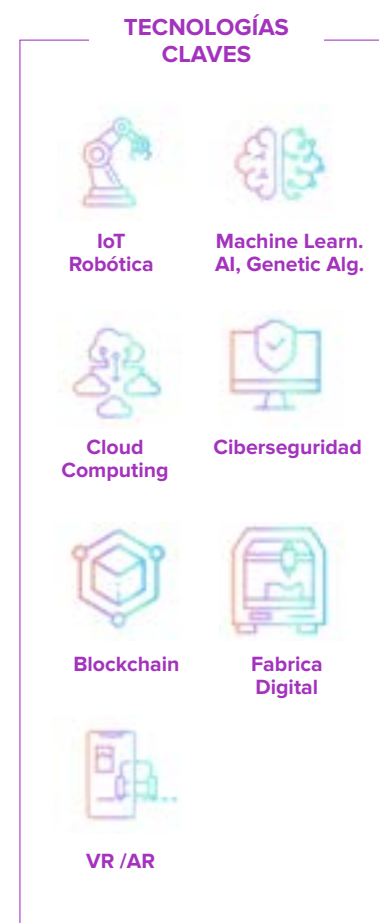 TECNOLOGÍAS
CLAVES
IoT
Robótica
Machine Learn.
AI, Genetic Alg.
Cloud
Computing
Ciberseguridad
Blockchain
Fabrica
Digital
VR /AR